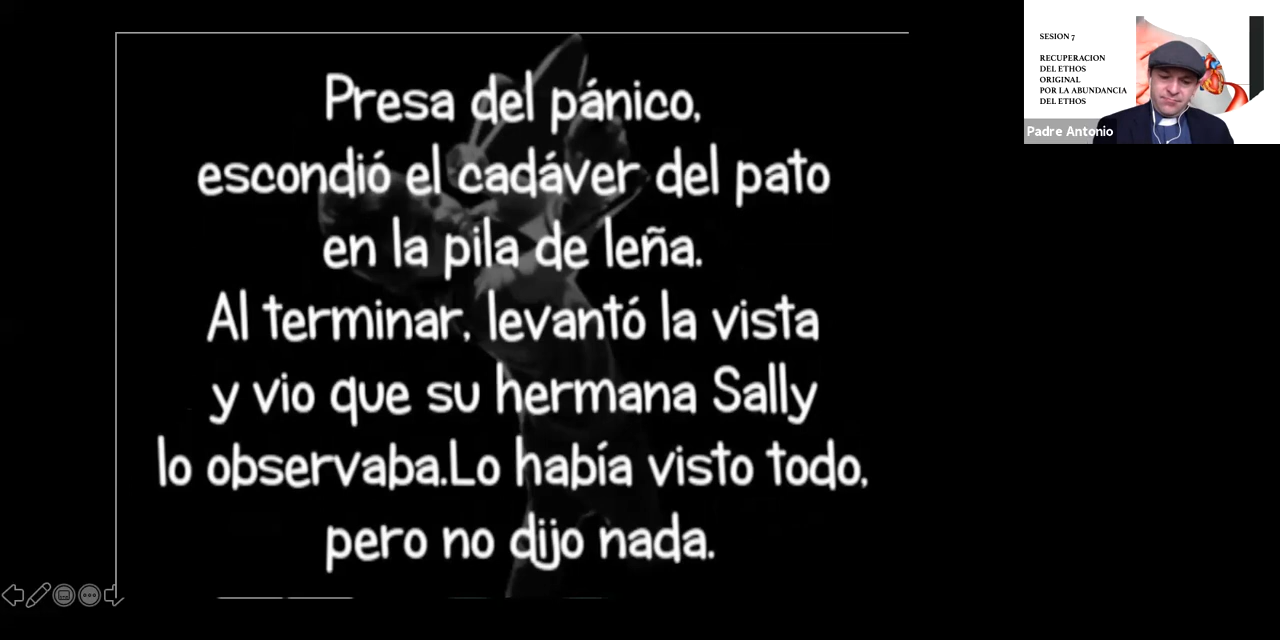 Presa del pánico,
escondió el cadáver del pato
en la pila de leña.
Al terminar, levantó la vista
y vio que su hermana Sally
lo observaba.Lo había visto todo,
pero no dijo nada.
SESION 7
RECUPERACION
DEL ETHOS
ORIGINAL
POR LA ABUNDANCIA
DEL ETHOS
Padre Antonio